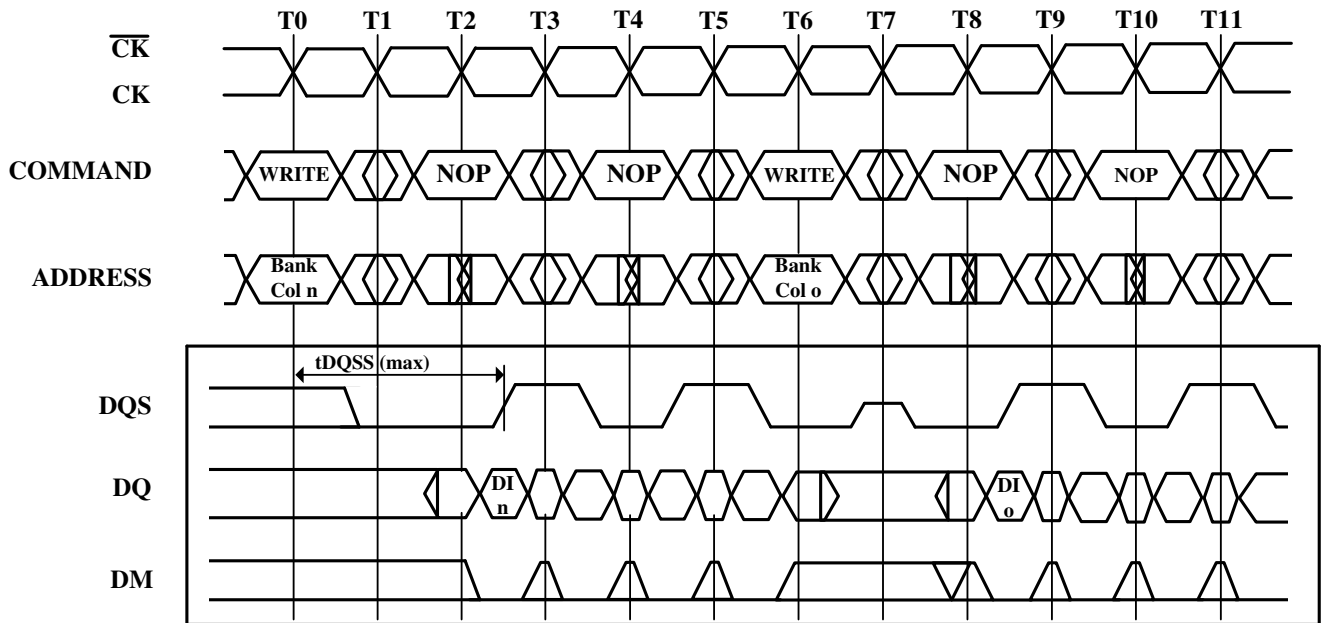 T0 T1 T2 T3 T4 T5 T6 T7 T8 T9 T10 T11
CK
CK
COMMAND WRITE NOP NOP WRITE NOP NOP
ADDRESS Bank Col n Bank Col o
tDQSS (max)
DQS
DQ DI n DI o
DM